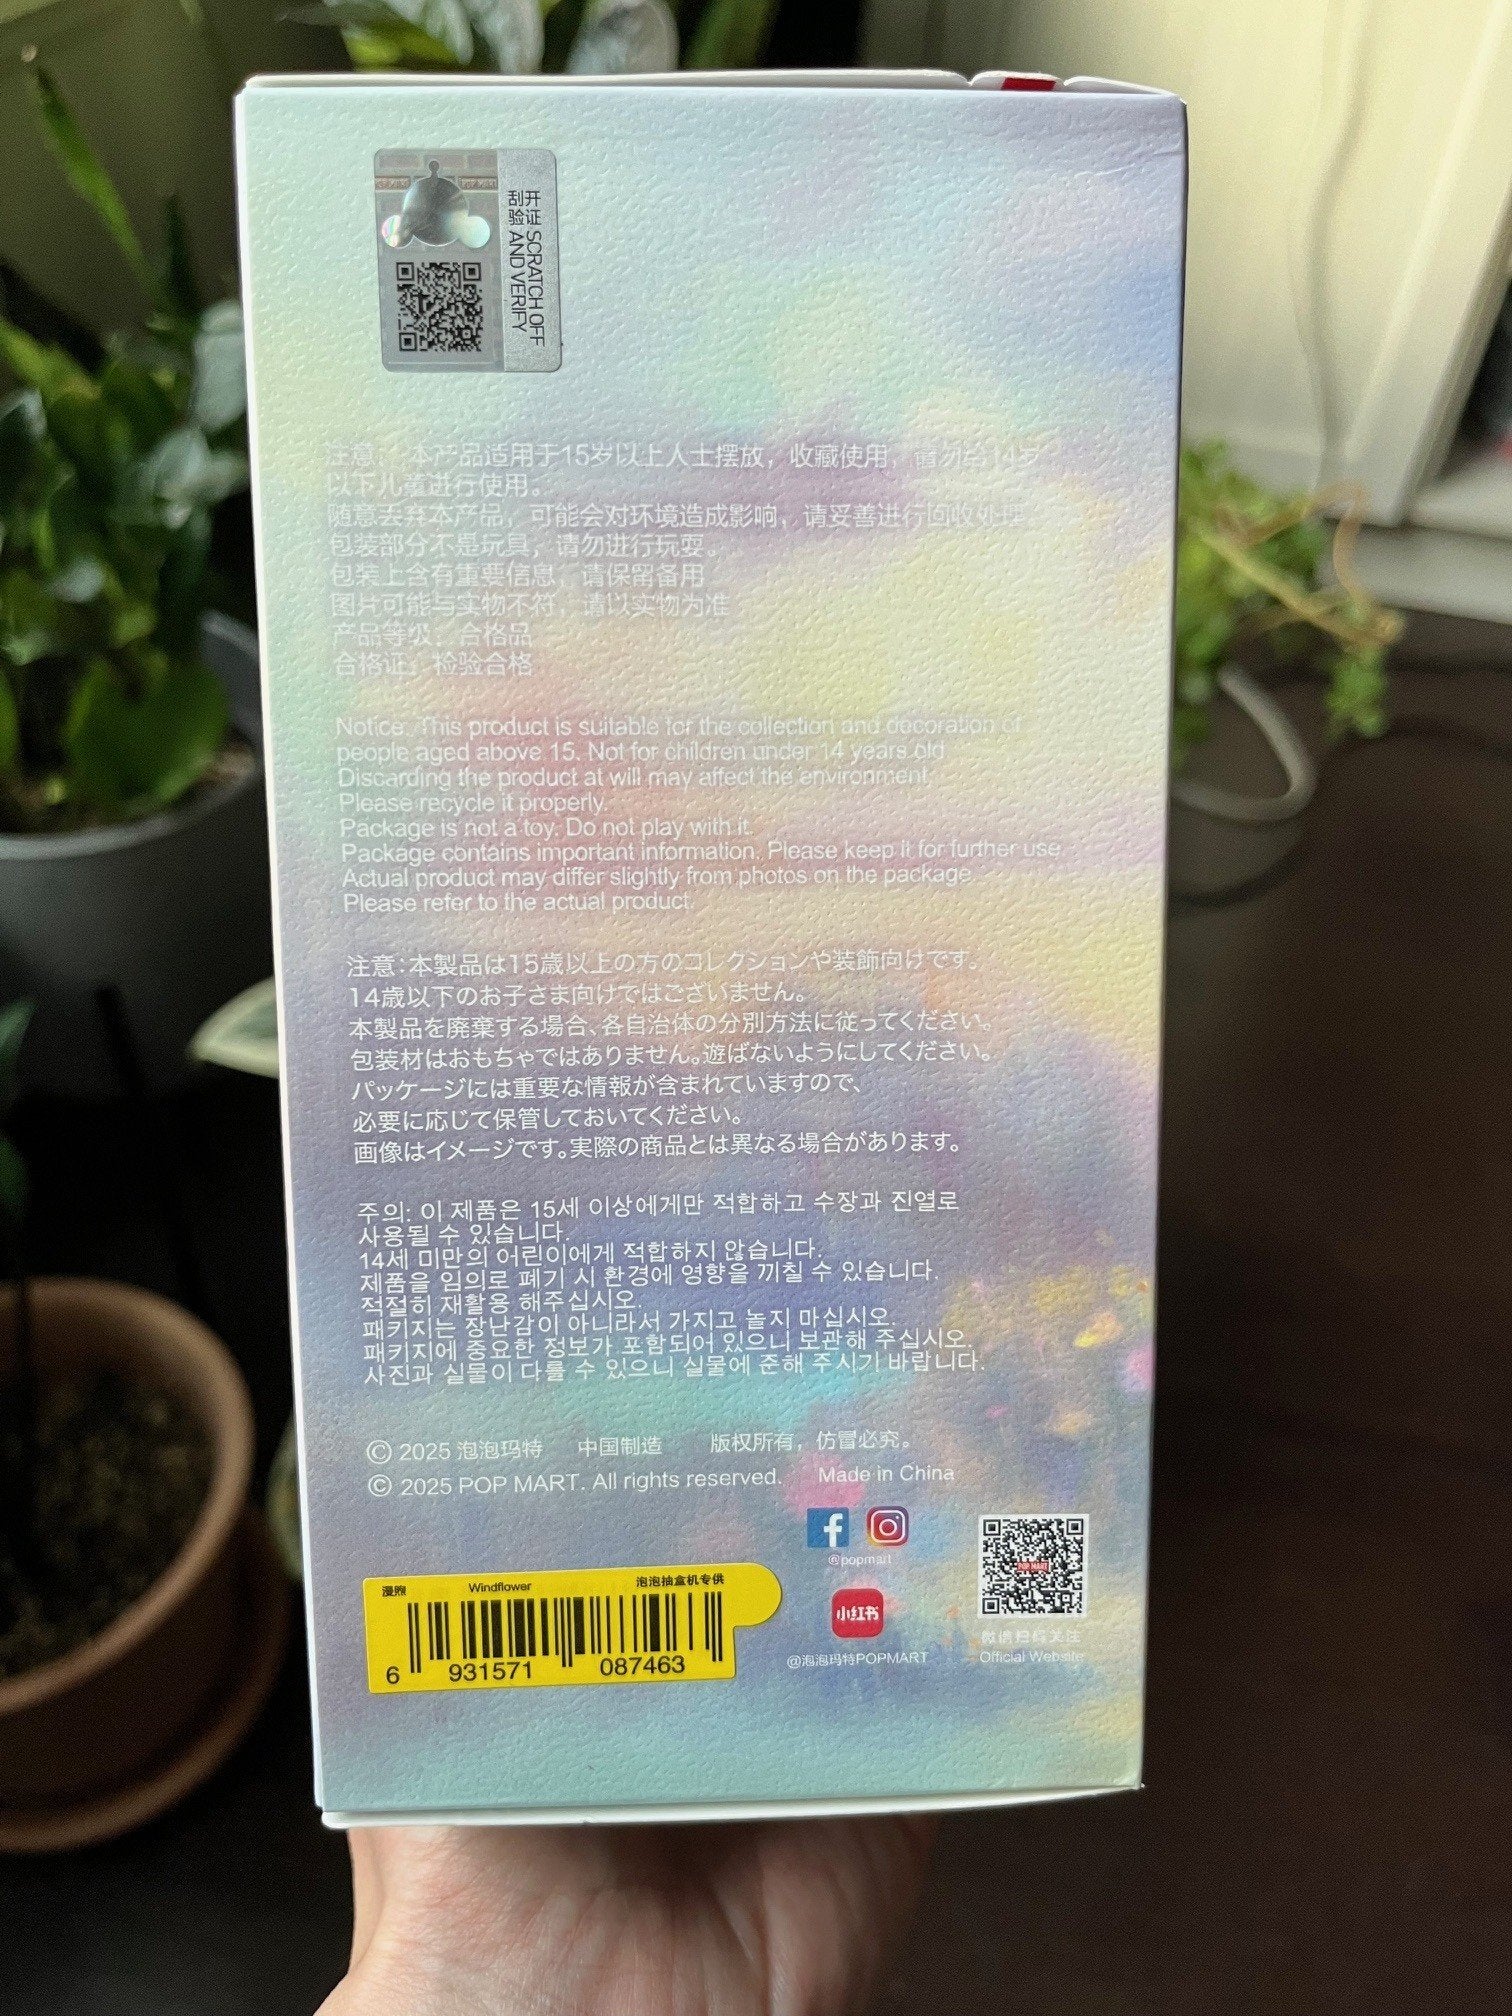 POP MART
POP MART
开证 SCRATCH OFF
刮验 AND VERIFY
注意： 本产品适用于15岁以上人士摆放，收藏使用，请勿给14岁
以下儿童进行使用。
随意丢弃本产品，可能会对环境造成影响，请妥善进行回收处理
包装部分不是玩具，请勿进行玩耍。
包装上含有重要信息，请保留备用
图片可能与实物不符，请以实物为准
产品等级：合格品
合格证：检验合格
Notice: This product is suitable for the collection and decoration of
people aged above 15. Not for children under 14 years old
Discarding the product at will may affect the environment.
Please recycle it properly.
Package is not a toy. Do not play with it.
Package contains important information. Please keep it for further use.
Actual product may differ slightly from photos on the package.
Please refer to the actual product.
注意：本製品は15歳以上の方のコレクションや装飾向けです。
14歳以下のお子さま向けではございません。
本製品を廃棄する場合、各自治体の分別方法に従ってください。
包装材はおもちゃではありません。遊ばないようにしてください。
パッケージには重要な情報が含まれていますので、
必要に応じて保管しておいてください。
画像はイメージです。実際の商品とは異なる場合があります。
주의: 이 제품은 15세 이상에게만 적합하고 수장과 진열로
사용될 수 있습니다.
14세 미만의 어린이에게 적합하지 않습니다.
제품을 임의로 폐기 시 환경에 영향을 끼칠 수 있습니다.
적절히 재활용 해주십시오.
패키지는 장난감이 아니라서 가지고 놀지 마십시오.
패키지에 중요한 정보가 포함되어 있으니 보관해 주십시오.
사진과 실물이 다를 수 있으니 실물에 준해 주시기 바랍니다.
© 2025 泡泡玛特 中国制造 版权所有，仿冒必究。
© 2025 POP MART. All rights reserved. Made in China
@popmart
POP MART
小红书
@泡泡玛特POPMART
微信扫码关注
Official Website
漫煦 Windflower 泡泡抽盒机专供
6 931571 087463